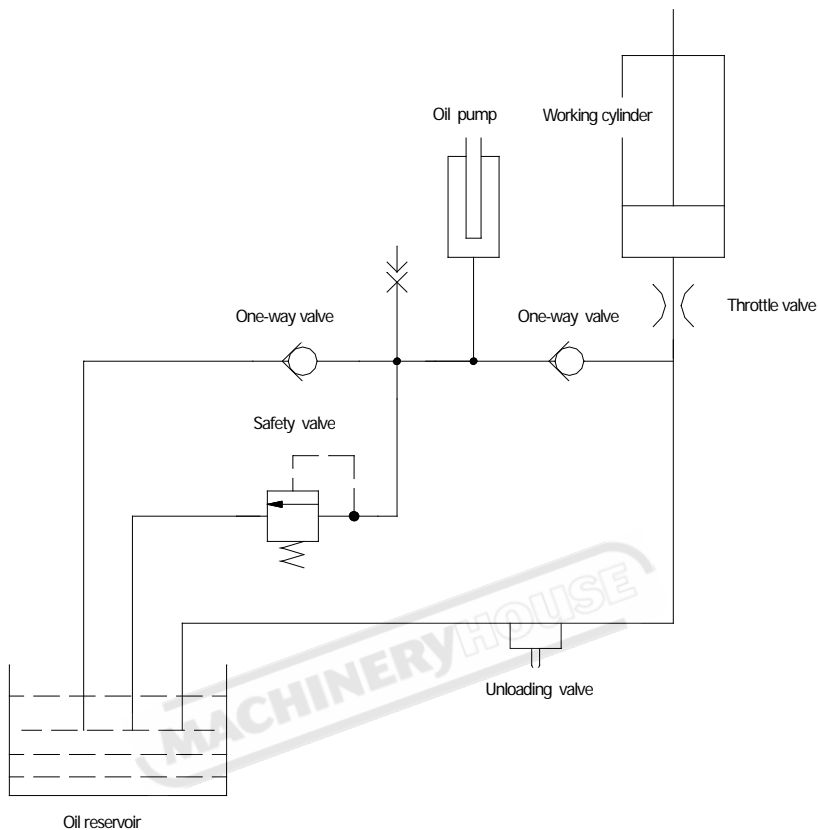 Oil pump
Working cylinder
Throttle valve
One-way valve
One-way valve
Safety valve
MACHINERYHOUSE
Unloading valve
Oil reservoir